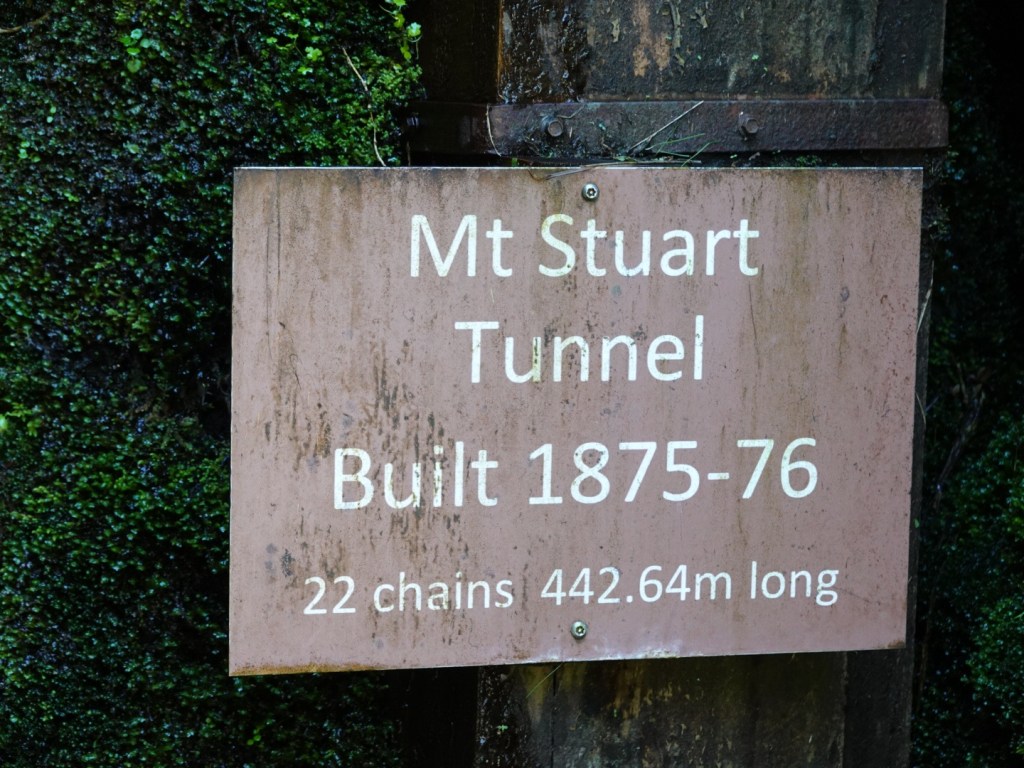 Mt Stuart
Tunnel
Built 1875-76
22 chains 442.64m long